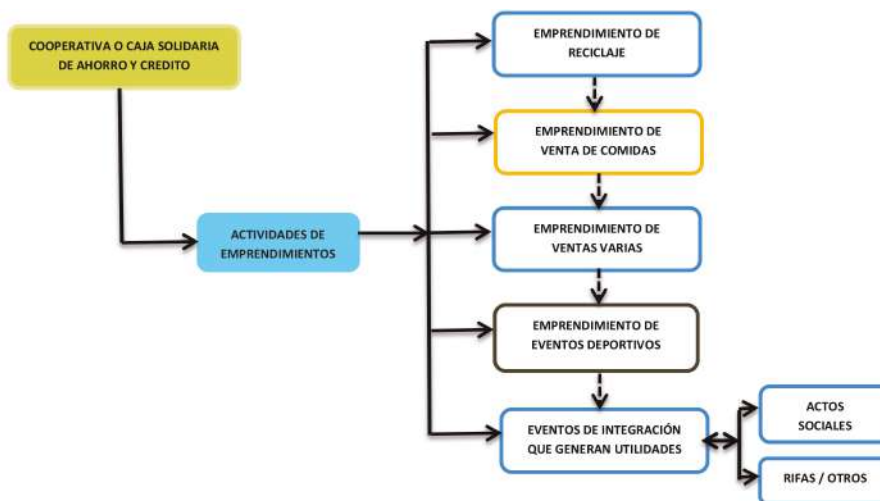 COOPERATIVA O CAJA SOLIDARIA
DE AHORRO Y CREDITO
ACTIVIDADES DE
EMPRENDIMIENTOS
EMPRENDIMIENTO DE
RECICLAJE
EMPRENDIMIENTO DE
VENTA DE COMIDAS
EMPRENDIMIENTO DE
VENTAS VARIAS
EMPRENDIMIENTO DE
EVENTOS DEPORTIVOS
EVENTOS DE INTEGRACIÓN
QUE GENERAN UTILIDADES
ACTOS
SOCIALES
RIFAS / OTROS